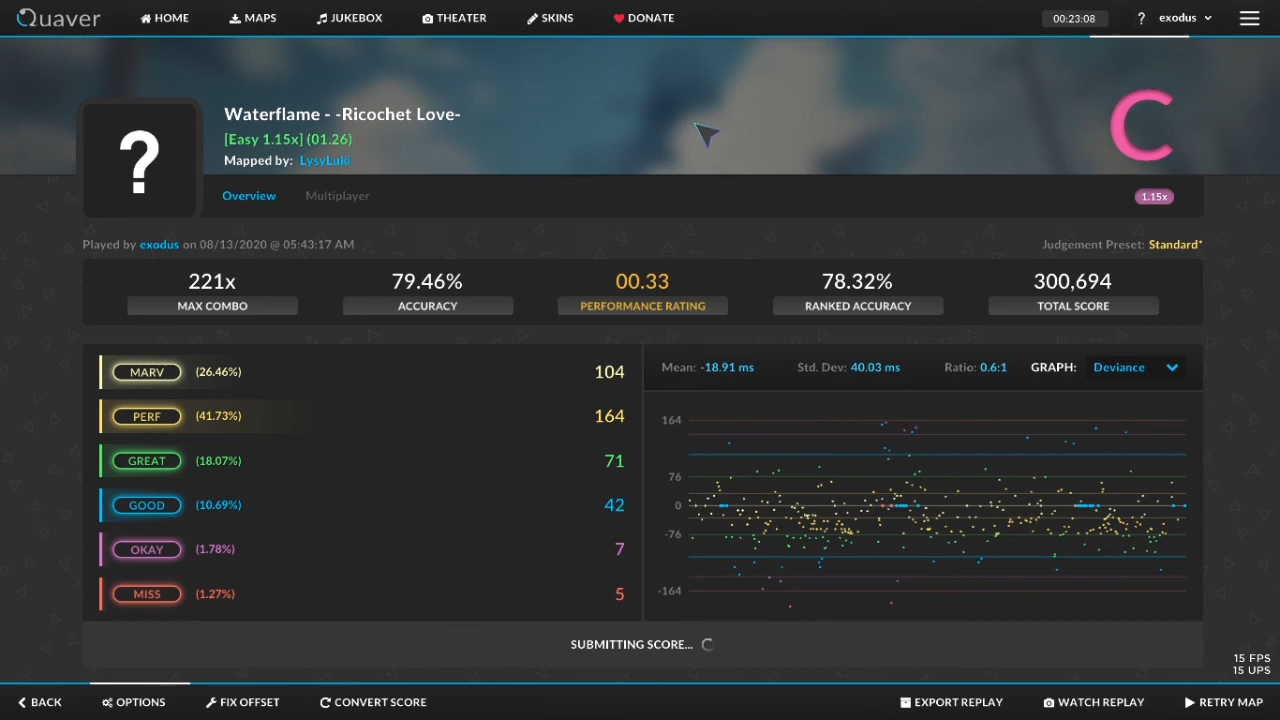 Quaver HOME MAPS JUKEBOX THEATER SKINS DONATE 00:23:08 ? exodus
?
Waterflame - -Ricochet Love-
[Easy 1.15x] (01.26)
Mapped by: LysyLuki
C
Overview Multiplayer 1.15x
Played by exodus on 08/13/2020 @ 05:43:17 AM Judgement Preset: Standard*
221x 79.46% 00.33 78.32% 300,694
MAX COMBO ACCURACY PERFORMANCE RATING RANKED ACCURACY TOTAL SCORE
MARV (26.46%) 104
PERF (41.73%) 164
GREAT (18.07%) 71
GOOD (10.69%) 42
OKAY (1.78%) 7
MISS (1.27%) 5
Mean: -18.91 ms Std. Dev: 40.03 ms Ratio: 0.6:1 GRAPH: Deviance
164
76
0
-76
-164
SUBMITTING SCORE...
15 FPS
15 UPS
BACK OPTIONS FIX OFFSET CONVERT SCORE EXPORT REPLAY WATCH REPLAY RETRY MAP